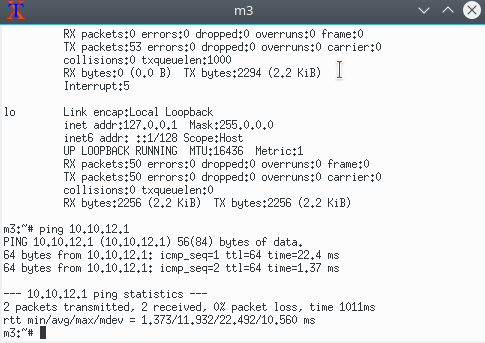 m3
RX packets:0 errors:0 dropped:0 overruns:0 frame:0
TX packets:53 errors:0 dropped:0 overruns:0 carrier:0
collisions:0 txqueuelen:1000
RX bytes:0 (0.0 B)  TX bytes:2294 (2.2 KiB)
Interrupt:5
lo        Link encap:Local Loopback
inet addr:127.0.0.1  Mask:255.0.0.0
inet6 addr: ::1/128 Scope:Host
UP LOOPBACK RUNNING  MTU:16436  Metric:1
RX packets:50 errors:0 dropped:0 overruns:0 frame:0
TX packets:50 errors:0 dropped:0 overruns:0 carrier:0
collisions:0 txqueuelen:0
RX bytes:2256 (2.2 KiB)  TX bytes:2256 (2.2 KiB)
m3:~# ping 10.10.12.1
PING 10.10.12.1 (10.10.12.1) 56(84) bytes of data.
64 bytes from 10.10.12.1: icmp_seq=1 ttl=64 time=22.4 ms
64 bytes from 10.10.12.1: icmp_seq=2 ttl=64 time=1.37 ms
--- 10.10.12.1 ping statistics ---
2 packets transmitted, 2 received, 0% packet loss, time 1011ms
rtt min/avg/max/mdev = 1.373/11.932/22.492/10.560 ms
m3:~#